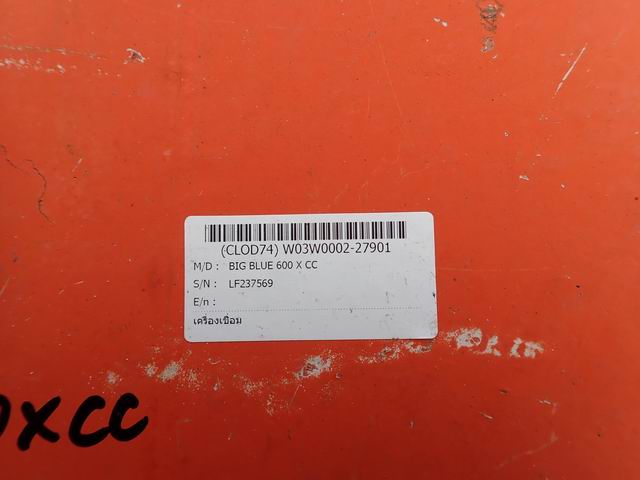 (CLOD74) W03W0002-27901
M/D : BIG BLUE 600 X CC
S/N : LF237569
E/n :
เครื่องเชื่อม
XCC